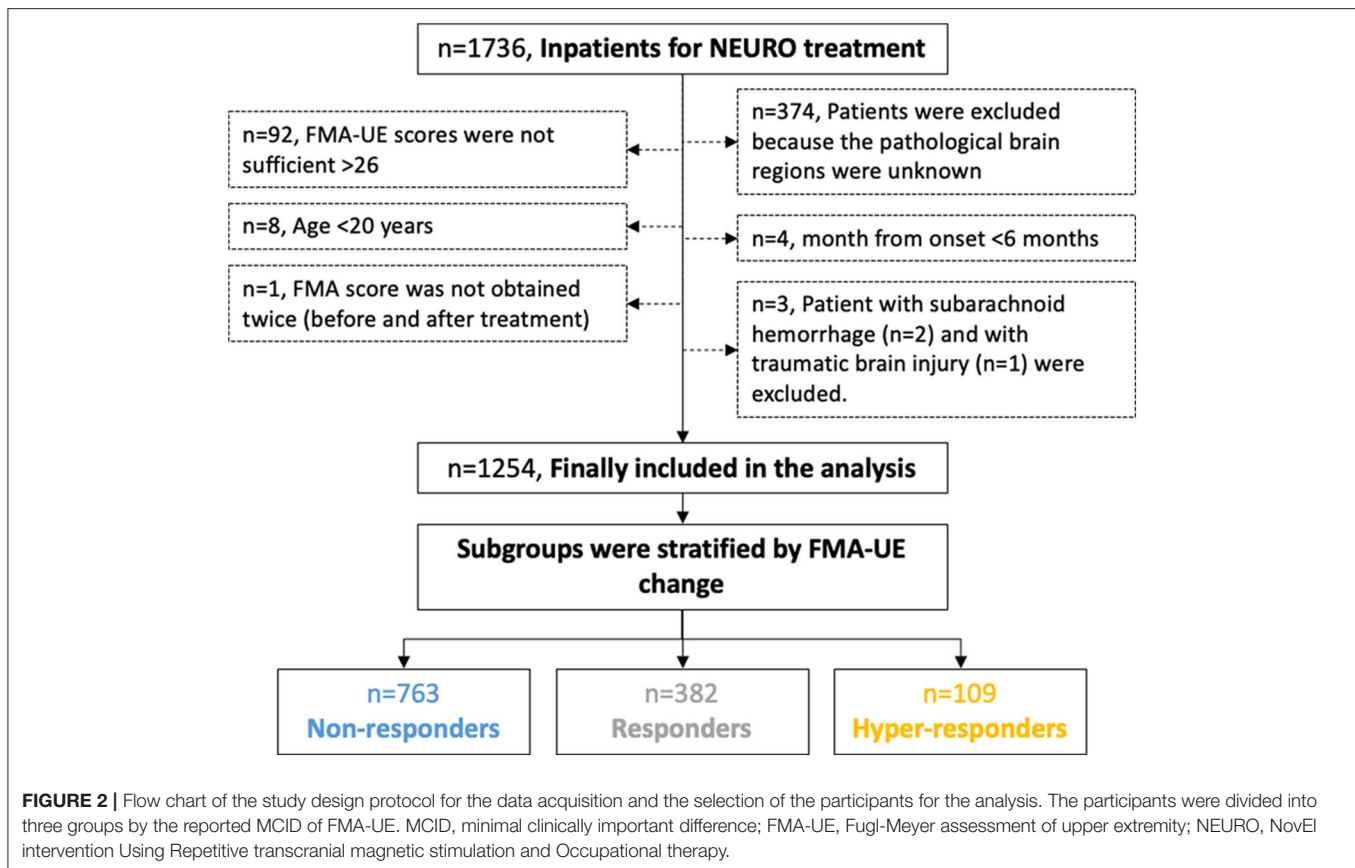 n=1736, Inpatients for NEURO treatment
n=92, FMA-UE scores were not
sufficient >26
n=374, Patients were excluded
because the pathological brain
regions were unknown
n=8, Age <20 years
n=4, month from onset <6 months
n=1, FMA score was not obtained
twice (before and after treatment)
n=3, Patient with subarachnoid
hemorrhage (n=2) and with
traumatic brain injury (n=1) were
excluded.
n=1254, Finally included in the analysis
Subgroups were stratified by FMA-UE
change
n=763
Non-responders
n=382
Responders
n=109
Hyper-responders
FIGURE 2 | Flow chart of the study design protocol for the data acquisition and the selection of the participants for the analysis. The participants were divided into
three groups by the reported MCID of FMA-UE. MCID, minimal clinically important difference; FMA-UE, Fugl-Meyer assessment of upper extremity; NEURO, NovEl
intervention Using Repetitive transcranial magnetic stimulation and Occupational therapy.